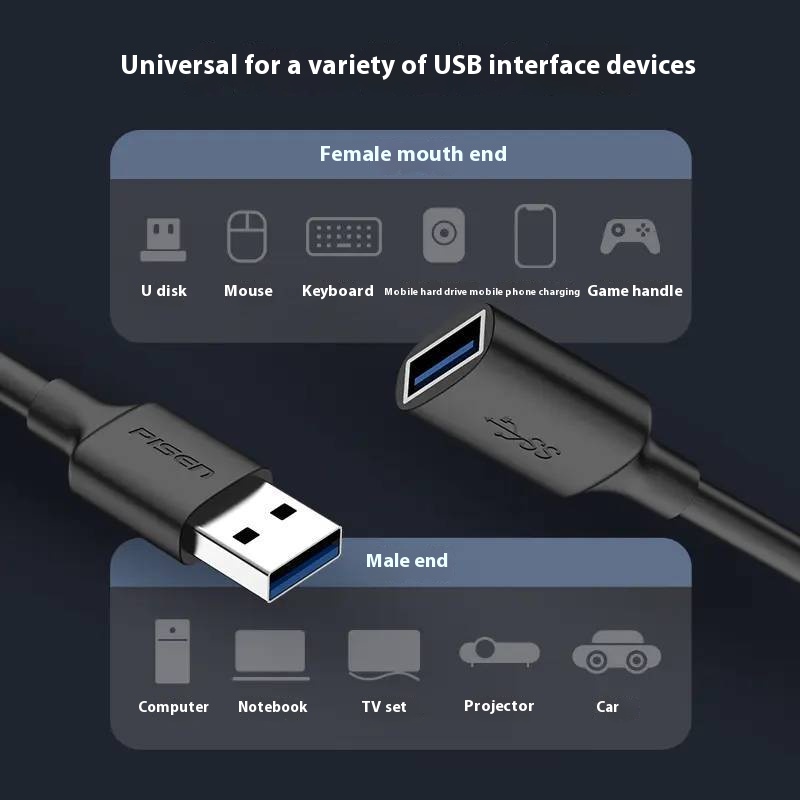 Universal for a variety of USB interface devices
Female mouth end
U disk Mouse Keyboard Mobile hard drive mobile phone charging Game handle
SS
PISEN
Male end
Computer Notebook TV set Projector Car